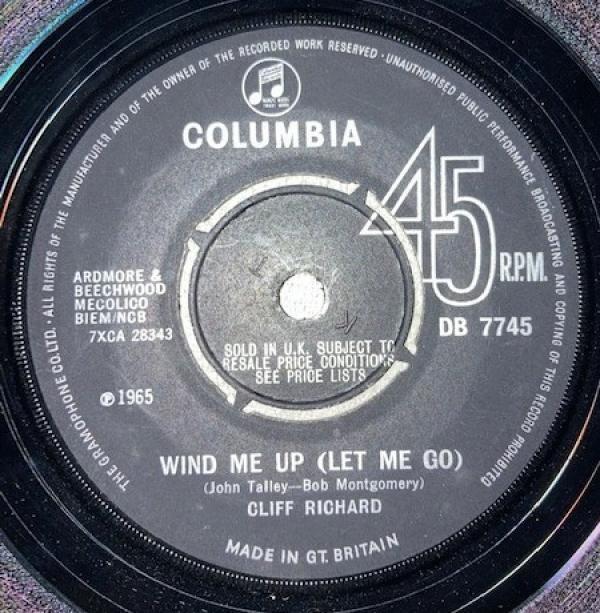 THE GRAMOPHONE CO.LTD. · ALL RIGHTS OF THE MANUFACTURER AND OF THE OWNER OF THE RECORDED WORK RESERVED · UNAUTHORISED PUBLIC PERFORMANCE BROADCASTING AND COPYING OF THIS RECORD PROHIBITED
COLUMBIA
45
R.P.M.
ARDMORE &
BEECHWOOD
MECOLICO
BIEM/NCB
7XCA 28343
DB 7745
SOLD IN U.K. SUBJECT TO
RESALE PRICE CONDITIONS
SEE PRICE LISTS
℗ 1965
WIND ME UP (LET ME GO)
(John Talley—Bob Montgomery)
CLIFF RICHARD
MADE IN GT. BRITAIN